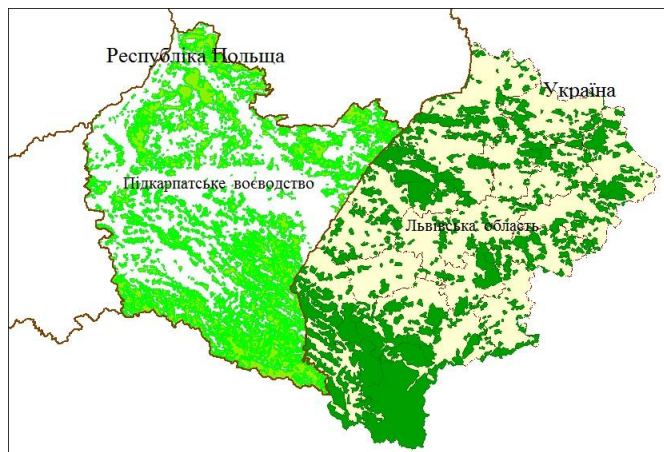 Республіка Польща
Україна
Підкарпатське воєводство
Львівська область